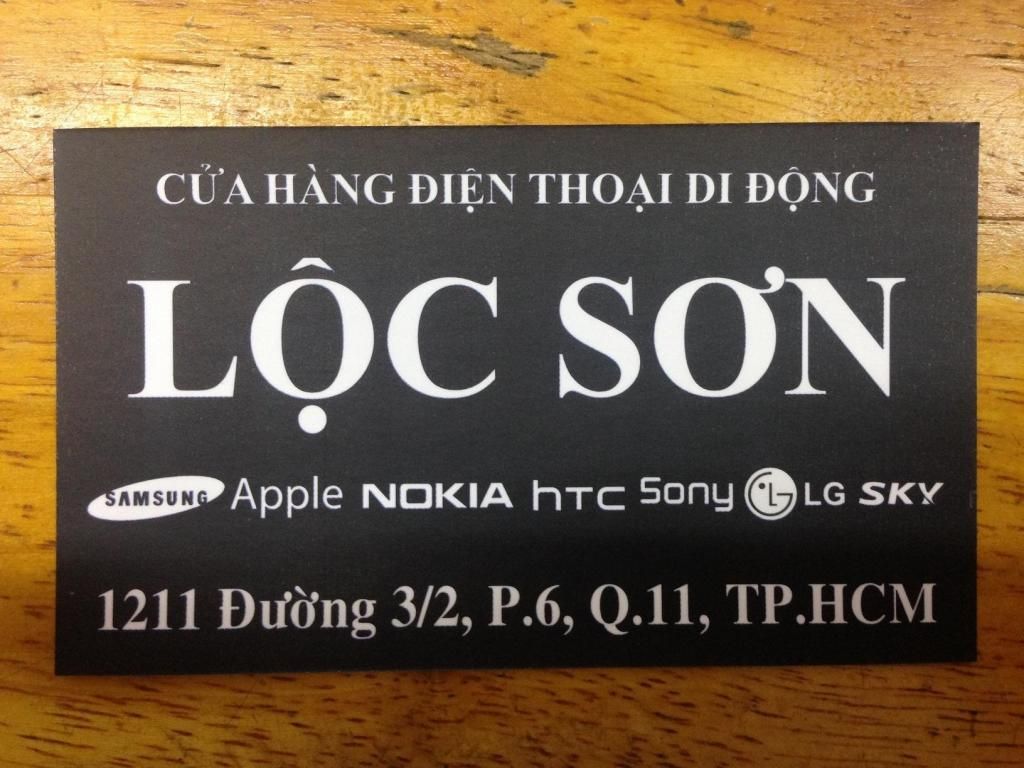 CỬA HÀNG ĐIỆN THOẠI DI ĐỘNG
LỘC SƠN
SAMSUNG Apple NOKIA hTC Sony LG LG SKY
1211 Đường 3/2, P.6, Q.11, TP.HCM